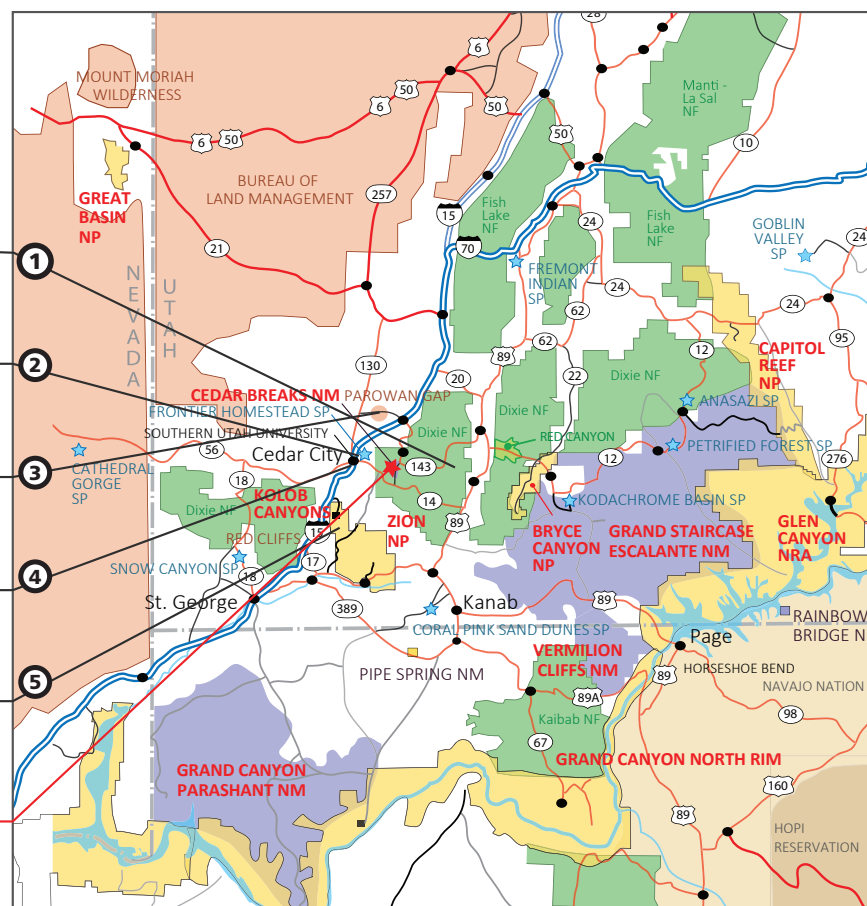 28
6
MOUNT MORIAH
WILDERNESS
50
6
50
6
50
50
Manti -
La Sal
NF
10
BUREAU OF
LAND MANAGEMENT
257
GREAT
BASIN
NP
15
Fish
Lake
NF
24
Fish
Lake
NF
GOBLIN
VALLEY
SP
24
21
70
1
NEVADA
UTAH
FREMONT
INDIAN
SP
24
62
24
95
2
130
89
62
12
CAPITOL
REEF
NP
20
22
Dixie NF
CEDAR BREAKS NM
PAROWAN GAP
FRONTIER HOMESTEAD SP
Dixie NF
ANASAZI SP
SOUTHERN UTAH UNIVERSITY
Dixie NF
RED CANYON
PETRIFIED FOREST SP
56
Cedar City
12
276
3
CATHEDRAL
GORGE
SP
143
18
KOLOB
CANYONS
14
KODACHROME BASIN SP
Dixie NF
ZION
NP
89
BRYCE
CANYON
NP
GRAND STAIRCASE
ESCALANTE NM
GLEN
CANYON
NRA
15
RED CLIFFS
4
SNOW CANYON SP
18
17
St. George
389
Kanab
89
RAINBOW
BRIDGE N
CORAL PINK SAND DUNES SP
Page
5
PIPE SPRING NM
VERMILION
CLIFFS NM
HORSESHOE BEND
89
NAVAJO NATION
89A
98
Kaibab NF
67
GRAND CANYON NORTH RIM
GRAND CANYON
PARASHANT NM
160
89
HOPI
RESERVATION